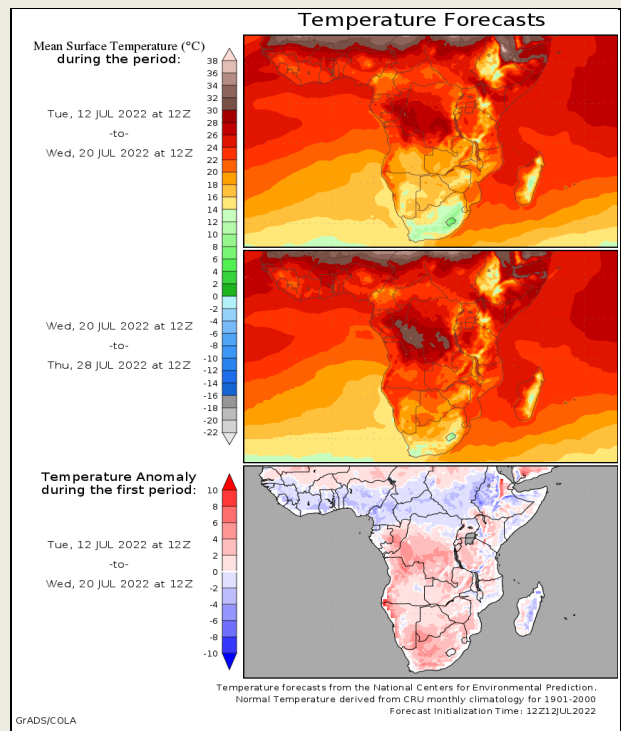 Temperature Forecasts
Mean Surface Temperature (°C)
during the period:
38
36
34
32
30
28
26
24
22
20
18
16
14
12
10
8
6
4
2
0
-2
-4
-6
-8
-10
-12
-14
-16
-18
-20
-22
Tue, 12 JUL 2022 at 12Z
-to-
Wed, 20 JUL 2022 at 12Z
Wed, 20 JUL 2022 at 12Z
-to-
Thu, 28 JUL 2022 at 12Z
Temperature Anomaly
during the first period:
10
8
6
4
2
0
-2
-4
-6
-8
-10
Tue, 12 JUL 2022 at 12Z
-to-
Wed, 20 JUL 2022 at 12Z
Temperature forecasts from the National Centers for Environmental Prediction.
Normal Temperature derived from CRU monthly climatology for 1901-2000
Forecast Initialization Time: 12Z12JUL2022
GrADS/COLA